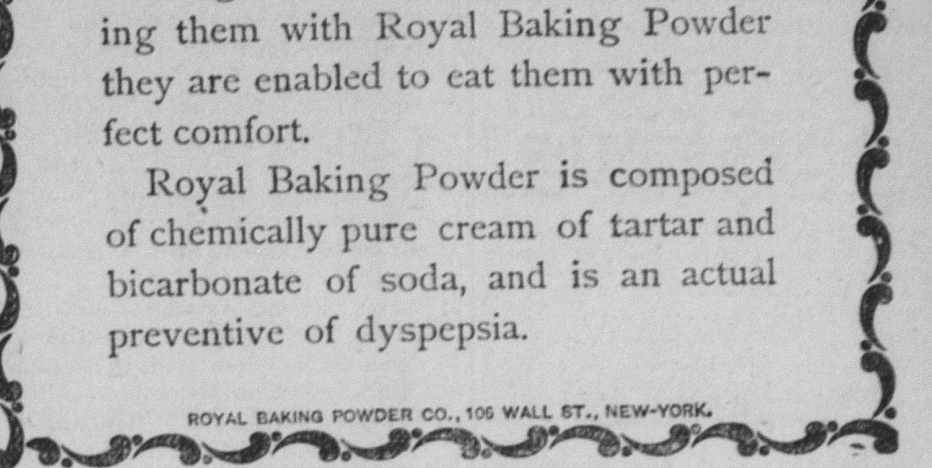 ing them with Royal Baking Powder
they are enabled to eat them with per-
fect comfort.
Royal Baking Powder is composed
of chemically pure cream of tartar and
bicarbonate of soda, and is an actual
preventive of dyspepsia.
ROYAL BAKING POWDER CO., 106 WALL ST., NEW-YORK.